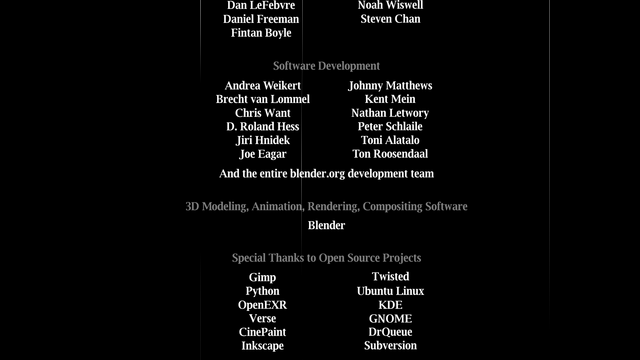 Dan LeFebvre Noah Wiswell
Daniel Freeman Steven Chan
Fintan Boyle
Software Development
Andrea Weikert Johnny Matthews
Brecht van Lommel Kent Mein
Chris Want Nathan Letwory
D. Roland Hess Peter Schlaile
Jiri Hnidek Toni Alatalo
Joe Eagar Ton Roosendaal
And the entire blender.org development team
3D Modeling, Animation, Rendering, Compositing Software
Blender
Special Thanks to Open Source Projects
Gimp Twisted
Python Ubuntu Linux
OpenEXR KDE
Verse GNOME
CinePaint DrQueue
Inkscape Subversion